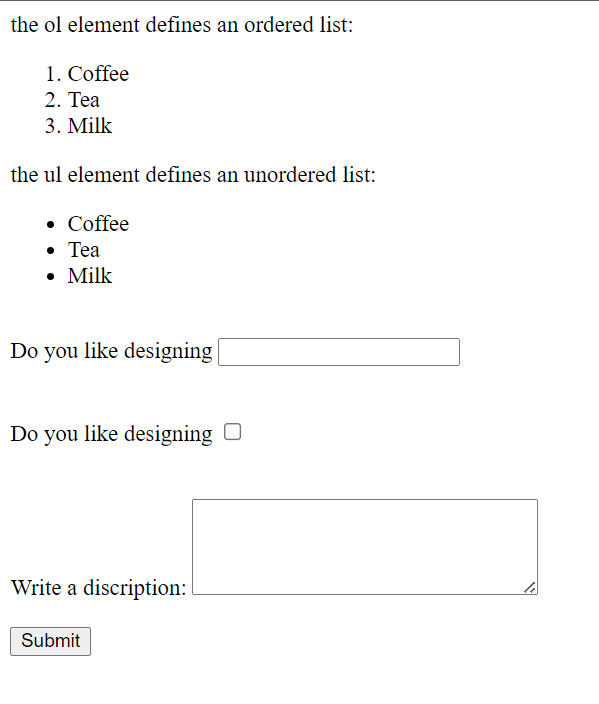 the ol element defines an ordered list:
1. Coffee
2. Tea
3. Milk
the ul element defines an unordered list:
• Coffee
• Tea
• Milk
Do you like designing
Do you like designing
Write a discription:
Submit